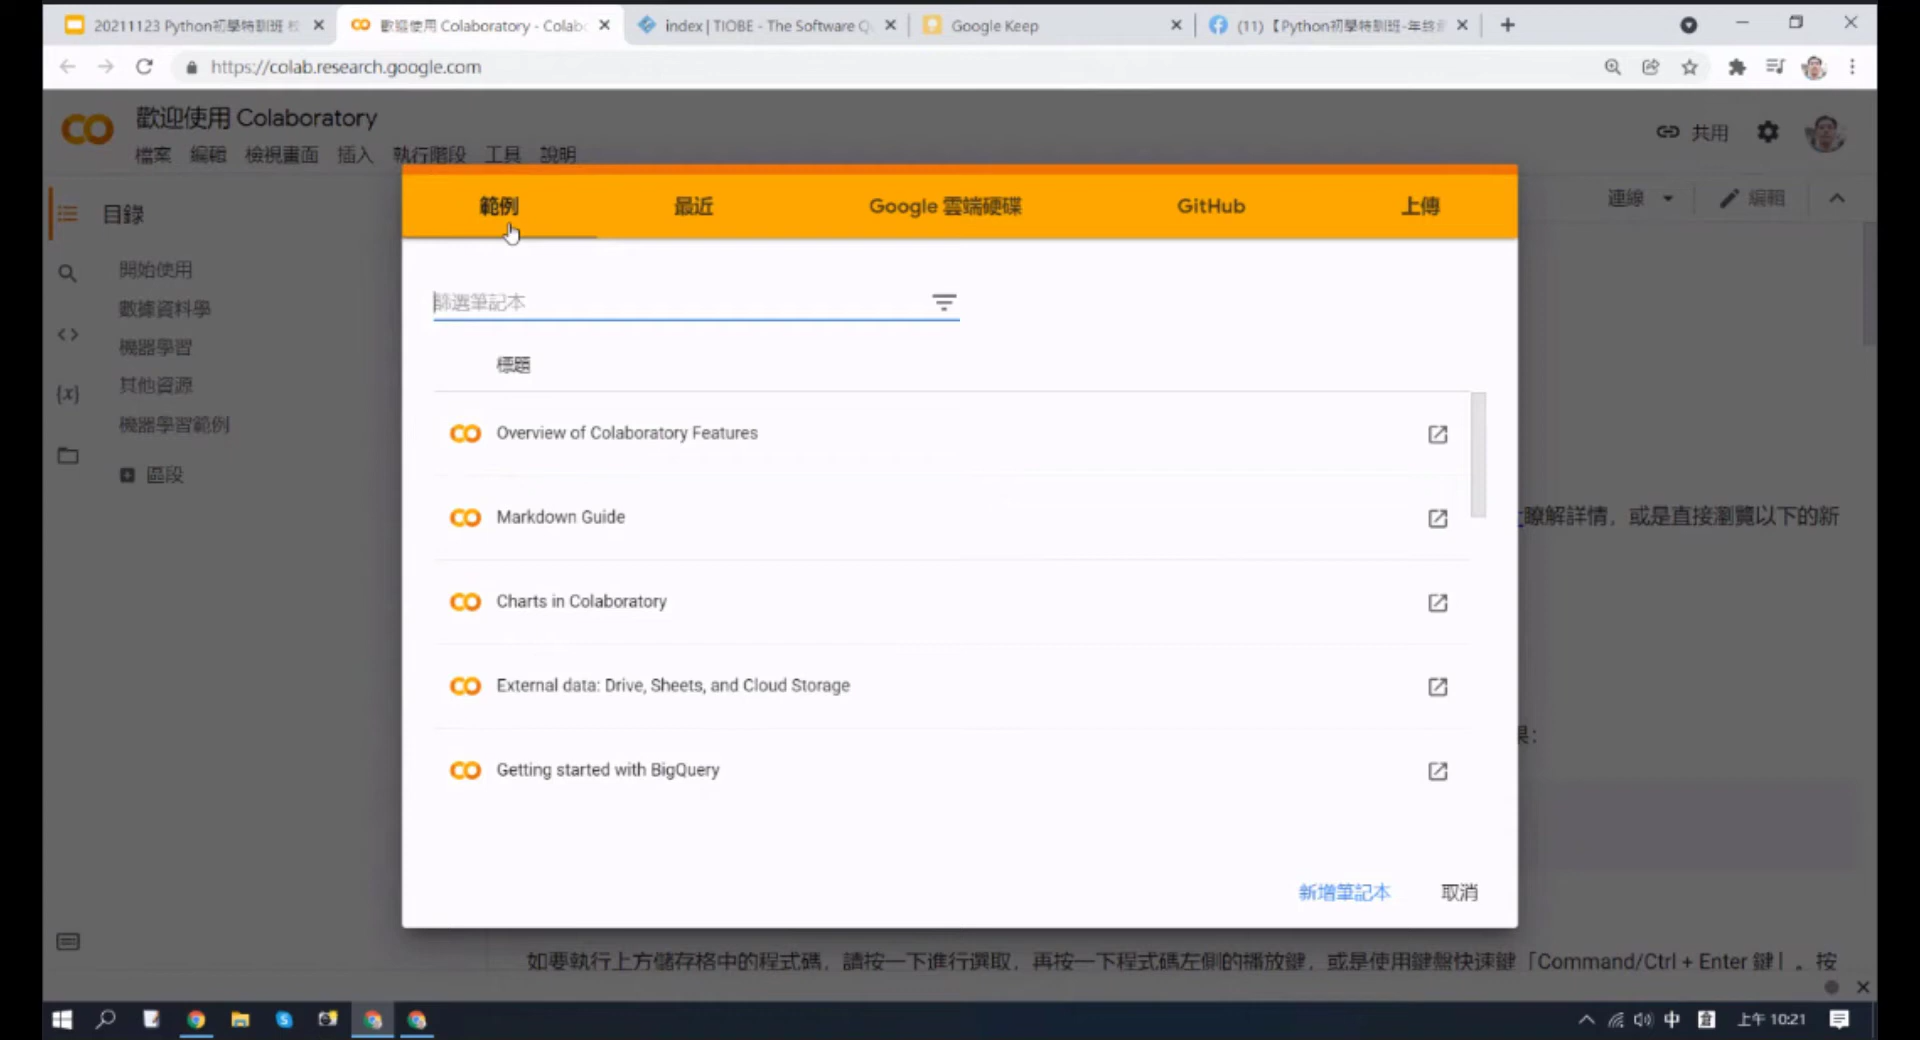 20211123 Python初學特訓班 校
歡迎使用 Colaboratory - Colabo
index | TIOBE - The Software Qu
Google Keep
(11)【Python初學特訓班-年終
https://colab.research.google.com
歡迎使用 Colaboratory
檔案 編輯 檢視畫面 插入 執行階段 工具 說明
共用
目錄
連線
編輯
開始使用
數據資料學
機器學習
其他資源
機器學習範例
區段
範例
最近
Google 雲端硬碟
GitHub
上傳
篩選筆記本
標題
Overview of Colaboratory Features
Markdown Guide
Charts in Colaboratory
External data: Drive, Sheets, and Cloud Storage
Getting started with BigQuery
新增筆記本
取消
瞭解詳情，或是直接瀏覽以下的新
果：
如要執行上方儲存格中的程式碼，請按一下進行選取，再按一下程式碼左側的播放鍵，或是使用鍵盤快速鍵「Command/Ctrl + Enter 鍵」。按
中
倉
上午 10:21